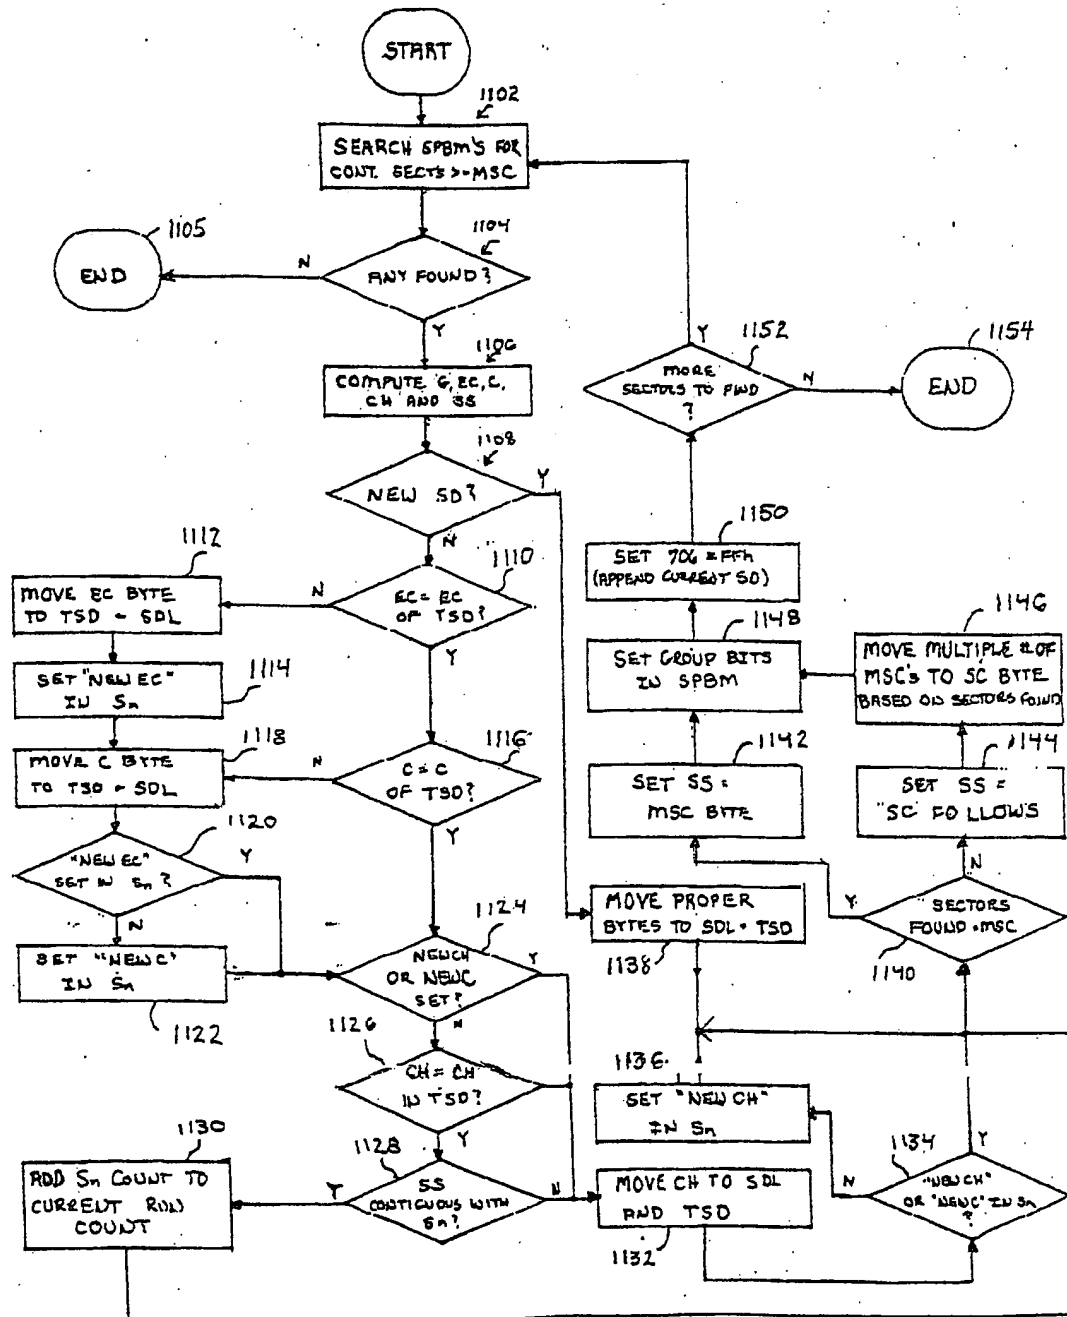 START
1102
SEARCH SPBM'S FOR
CONT. SECTS >= MSC
1104
ANY FOUND?
N
1105
END
Y
1106
COMPUTE G, EC, C,
CH AND SS
1108
NEW SD?
Y
N
1110
EC = EC
OF TSD?
N
Y
1112
MOVE EC BYTE
TO TSD - SDL
1114
SET "NEW EC"
IN Sn
1116
C = C
OF TSD?
N
Y
1118
MOVE C BYTE
TO TSD - SDL
1120
"NEW EC"
SET IN Sn?
Y
N
SET "NEW C"
IN Sn
1122
1124
NEWCH
OR NEWC
SET?
Y
N
1126
CH = CH
IN TSD?
Y
1128
SS
CONTIGUOUS WITH
Sn?
Y
N
1130
ADD Sn COUNT TO
CURRENT RUN
COUNT
MOVE CH TO SDL
AND TSD
1132
1134
"NEWCH"
OR "NEWC" IN Sn
?
N
Y
1136
SET "NEW CH"
IN Sn
MOVE PROPER
BYTES TO SDL - TSD
1138
SECTORS
FOUND = MSC
1140
Y
N
1142
SET SS =
MSC BYTE
1144
SET SS =
"SC FOLLOWS
1146
MOVE MULTIPLE # OF
MSC'S TO SC BYTE
BASED ON SECTORS FOUND
1148
SET GROUP BITS
IN SPBM
1150
SET 706 = FFh
(APPEND CURRENT SD)
1152
MORE
SECTORS TO FIND
?
Y
N
1154
END